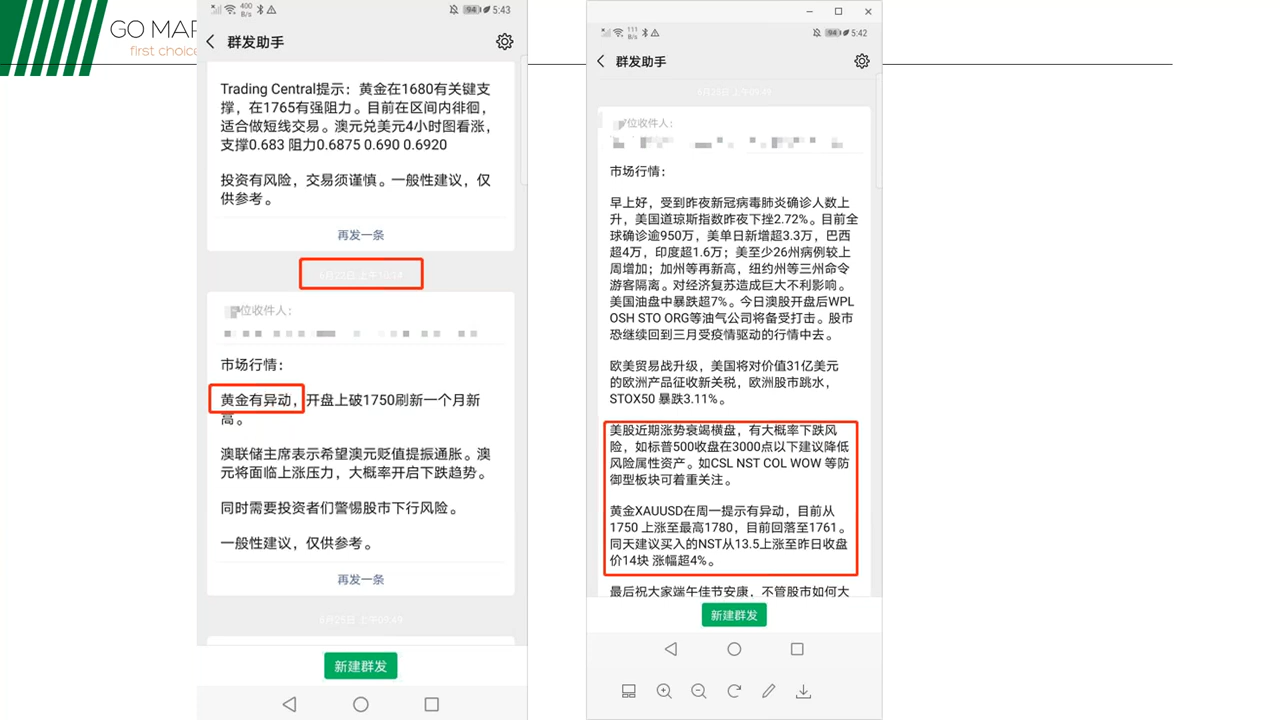 GO MAR
first choice
400 B/s
94
5:43
群发助手
Trading Central提示：黄金在1680有关键支
撑，在1765有强阻力。目前在区间内徘徊，
适合做短线交易。澳元兑美元4小时图看涨，
支撑0.683 阻力0.6875 0.690 0.6920
投资有风险，交易须谨慎。一般性建议，仅
供参考。
再发一条
位收件人：
市场行情：
黄金有异动，开盘上破1750刷新一个月新
高。
澳联储主席表示希望澳元贬值提振通胀。澳
元将面临上涨压力，大概率开启下跌趋势。
同时需要投资者们警惕股市下行风险。
一般性建议，仅供参考。
再发一条
6月25日 上午09:49
新建群发
111 B/s
94
5:42
群发助手
6月25日 上午09:49
位收件人：
市场行情：
早上好，受到昨夜新冠病毒肺炎确诊人数上
升，美国道琼斯指数昨夜下挫2.72%。目前全
球确诊逾950万，美单日新增超3.3万，巴西
超4万，印度超1.6万；美至少26州病例较上
周增加；加州等再新高，纽约州等三州命令
游客隔离。对经济复苏造成巨大不利影响。
美国油盘中暴跌超7%。今日澳股开盘后WPL
OSH STO ORG等油气公司将备受打击。股市
恐继续回到三月受疫情驱动的行情中去。
欧美贸易战升级，美国将对价值31亿美元
的欧洲产品征收新关税，欧洲股市跳水，
STOX50 暴跌3.11%。
美股近期涨势衰竭横盘，有大概率下跌风
险，如标普500收盘在3000点以下建议降低
风险属性资产。如CSL NST COL WOW 等防
御型板块可着重关注。
黄金XAUUSD在周一提示有异动，目前从
1750 上涨至最高1780，目前回落至1761。
同天建议买入的NST从13.5上涨至昨日收盘
价14块 涨幅超4%。
最后祝大家端午佳节安康，不管股市如何大
新建群发